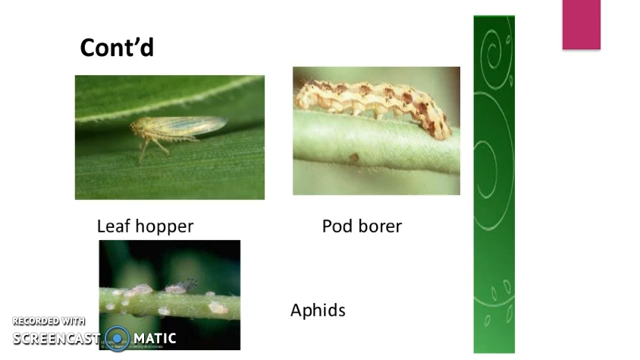 Cont’d
Leaf hopper
Pod borer
Aphids
RECORDED WITH
SCREENCAST MATIC